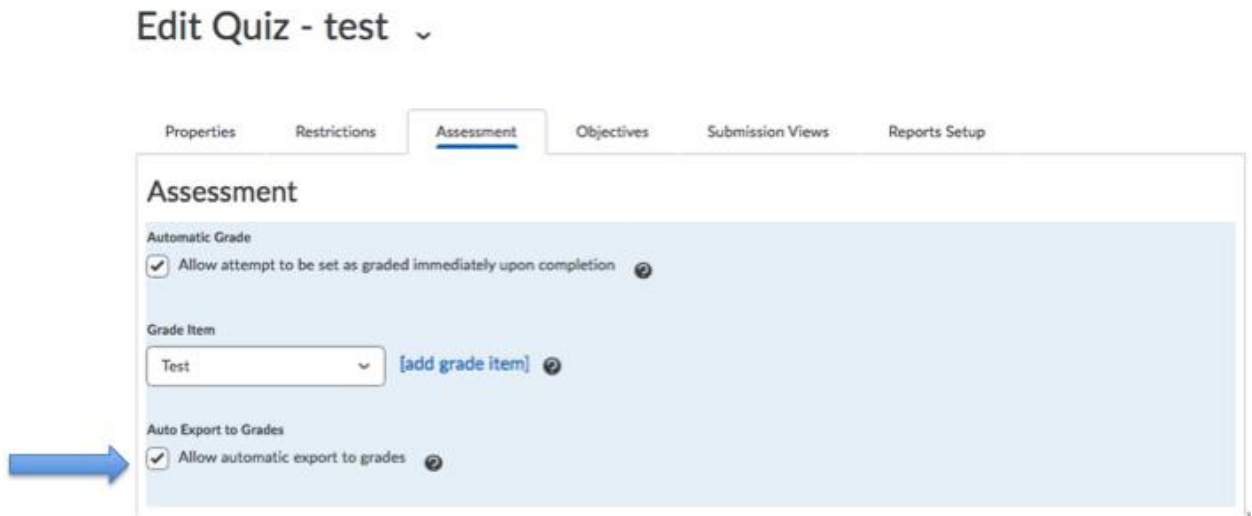 Edit Quiz - test
Properties Restrictions Assessment Objectives Submission Views Reports Setup
Assessment
Automatic Grade
Allow attempt to be set as graded immediately upon completion
Grade Item
Test [add grade item]
Auto Export to Grades
Allow automatic export to grades